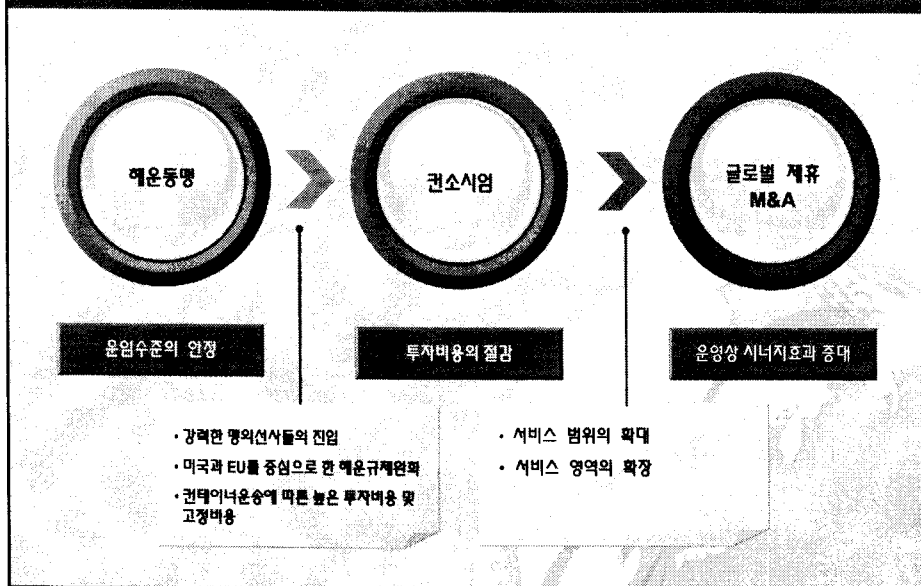 해운동맹
컨소시엄
글로벌 제휴
M&A
운임수준의 안정
투자비용의 절감
운영상 시너지효과 증대
· 강력한 맹외선사들의 진입
· 미국과 EU를 중심으로 한 해운규제완화
· 컨테이너운송에 따른 높은 투자비용 및
고정비용
· 서비스 범위의 확대
· 서비스 영역의 확장